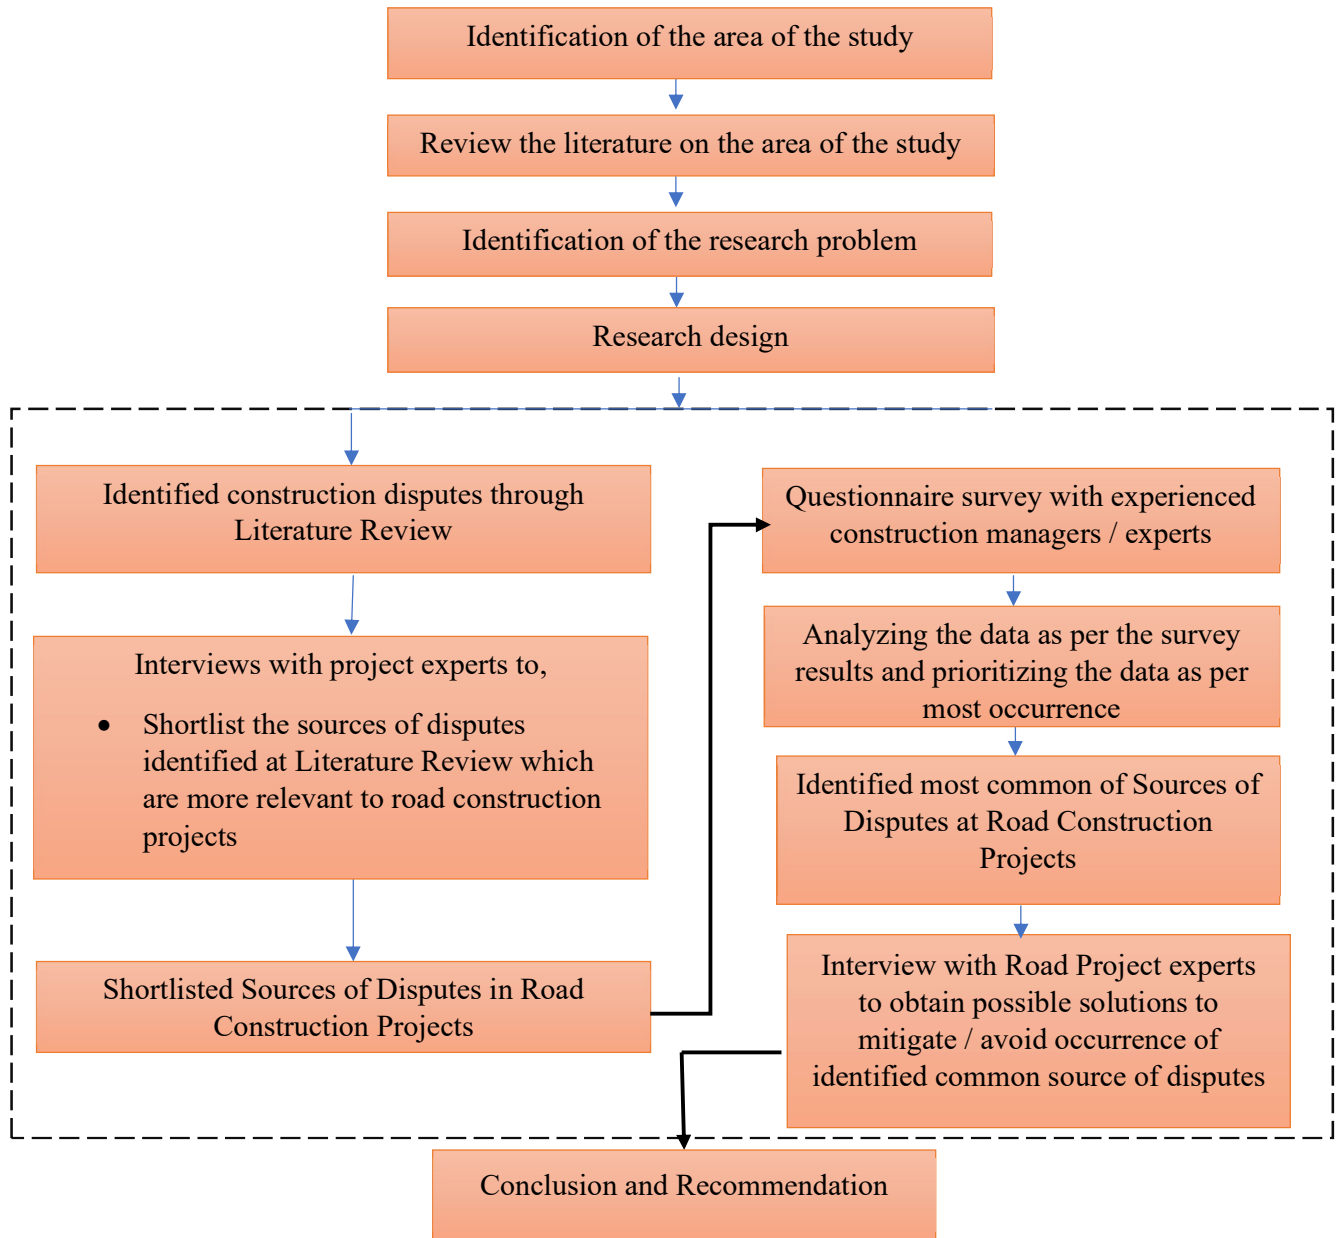 Identification of the area of the study
Review the literature on the area of the study
Identification of the research problem
Research design
Identified construction disputes through
Literature Review
Interviews with project experts to,
• Shortlist the sources of disputes
identified at Literature Review which
are more relevant to road construction
projects
Shortlisted Sources of Disputes in Road
Construction Projects
Questionnaire survey with experienced
construction managers / experts
Analyzing the data as per the survey
results and prioritizing the data as per
most occurrence
Identified most common of Sources of
Disputes at Road Construction
Projects
Interview with Road Project experts
to obtain possible solutions to
mitigate / avoid occurrence of
identified common source of disputes
Conclusion and Recommendation